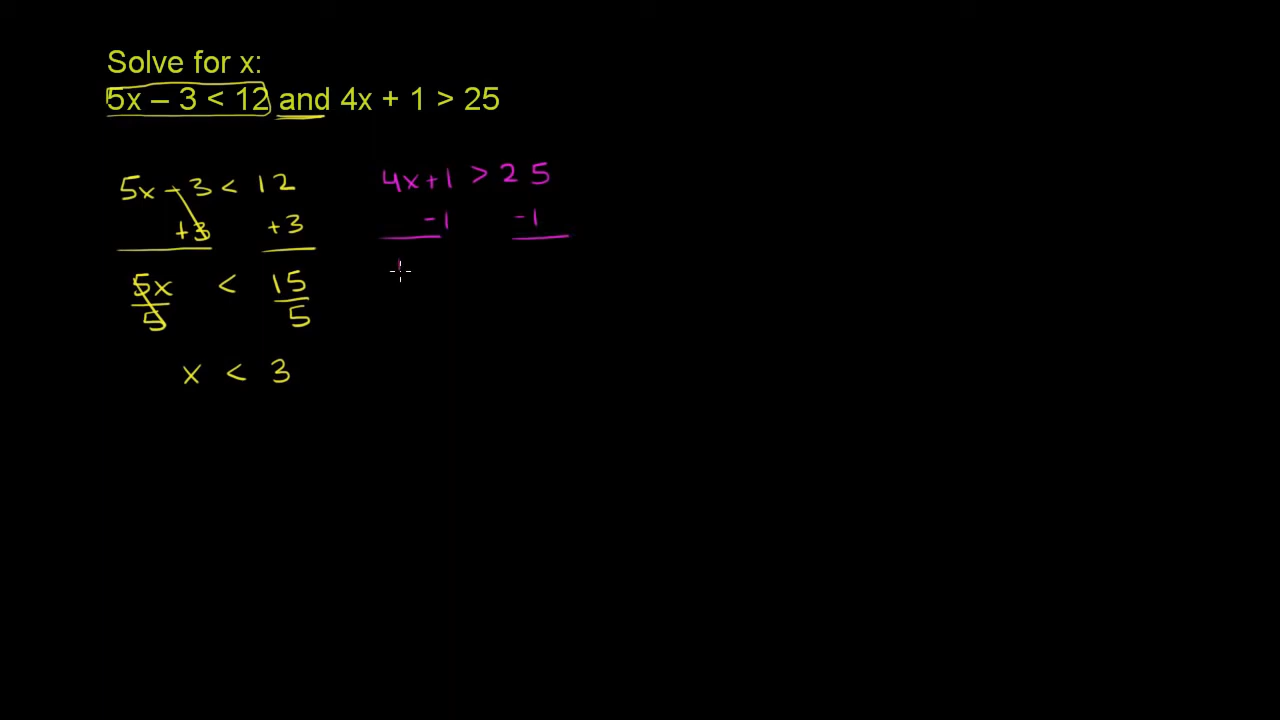 Solve for x:
5x – 3 < 12 and 4x + 1 > 25
5x - 3 < 12
+3 +3
5x < 15
5 5
x < 3
4x+1 > 25
-1 -1